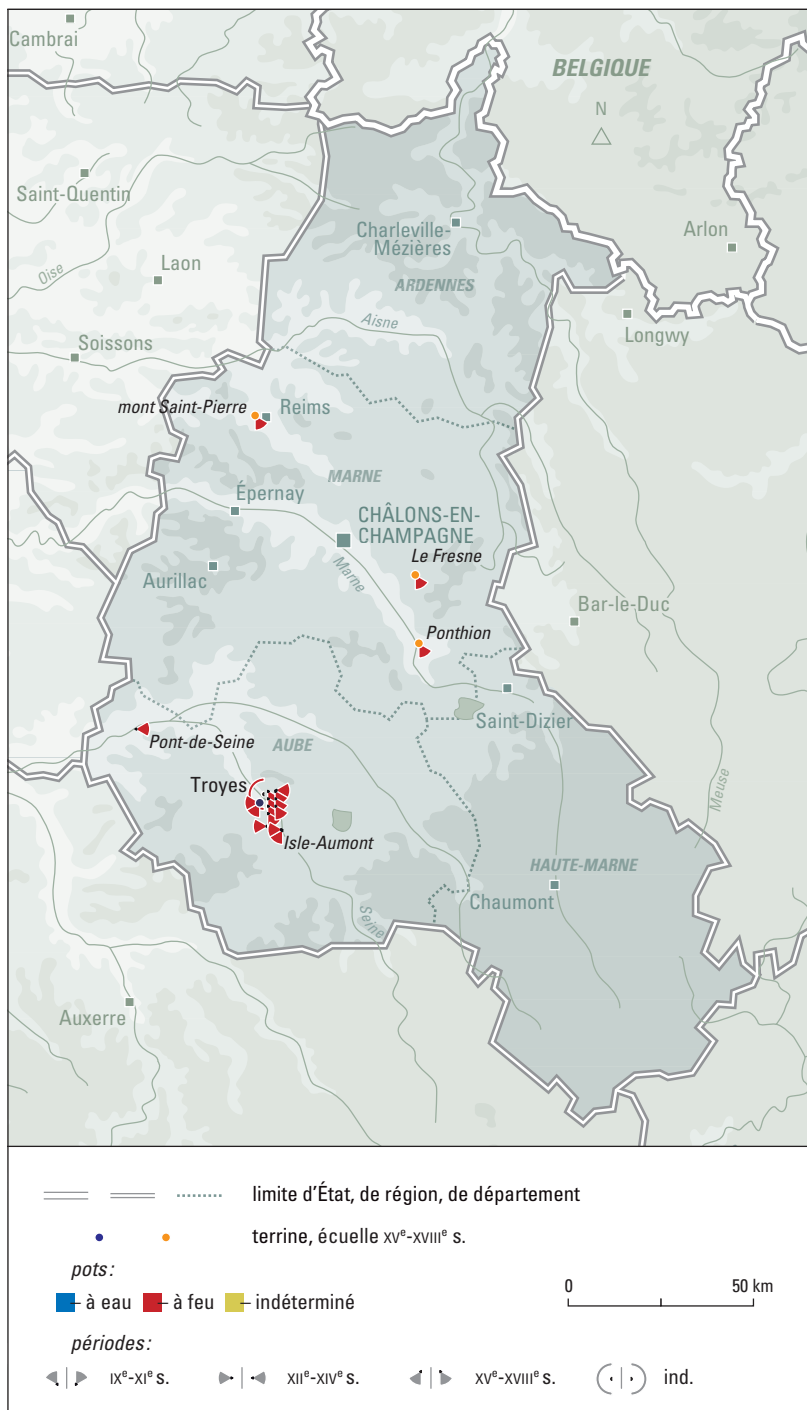 Cambrai
BELGIQUE
N
Saint-Quentin
Charleville-
Mézières
Arlon
Oise
Laon
ARDENNES
Aisne
Longwy
Soissons
mont Saint-Pierre
Reims
MARNE
Épernay
CHÂLONS-EN-
CHAMPAGNE
Le Fresne
Aurillac
Marne
Bar-le-Duc
Ponthion
Saint-Dizier
Pont-de-Seine
AUBE
Meuse
Troyes
Isle-Aumont
HAUTE-MARNE
Chaumont
Seine
Auxerre
limite d'État, de région, de département
terrine, écuelle XVe-XVIIIe s.
pots:
à eau à feu indéterminé
0 50 km
périodes:
IXe-XIe s. XIIe-XIVe s. XVe-XVIIIe s. ind.